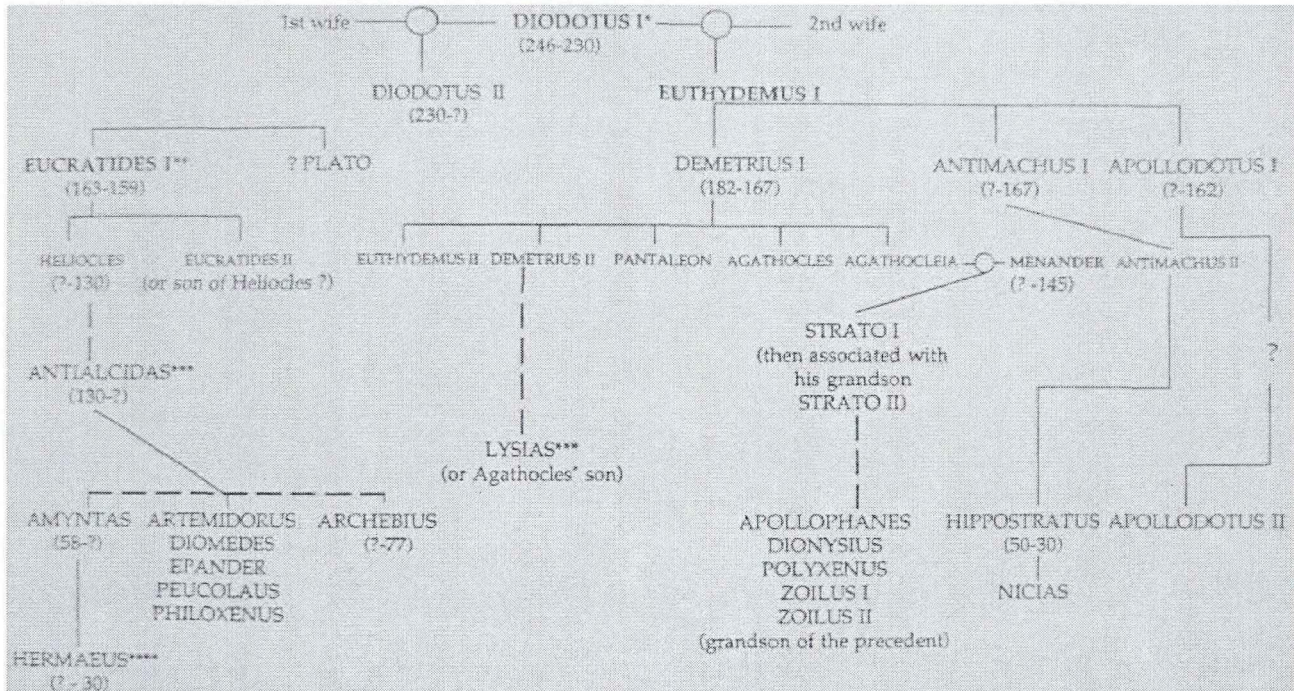 1st wife DIODOTUS I* 2nd wife
(246-230)
DIODOTUS II EUTHYDEMUS I
(230-?)
EUCRATIDES I** ? PLATO DEMETRIUS I ANTIMACHUS I APOLLODOTUS I
(163-159) (182-167) (?-167) (?-162)
HELIOCLES EUCRATIDES II EUTHYDEMUS II DEMETRIUS II PANTALEON AGATHOCLES AGATHOCLEIA MENANDER ANTIMACHUS II
(?-130) (or son of Heliocles ?) (? -145)
STRATO I
(then associated with ?
ANTIALCIDAS*** his grandson
(130-?) STRATO II)
LYSIAS***
(or Agathocles' son)
AMYNTAS ARTEMIDORUS ARCHEBIUS APOLLOPHANES HIPPOSTRATUS APOLLODOTUS II
(58-?) DIOMEDES (?-77) DIONYSIUS (50-30)
EPANDER POLYXENUS
PEUCOLAUS ZOILUS I NICIAS
PHILOXENUS ZOILUS II
(grandson of the precedent)
HERMAEUS****
(? - 30)